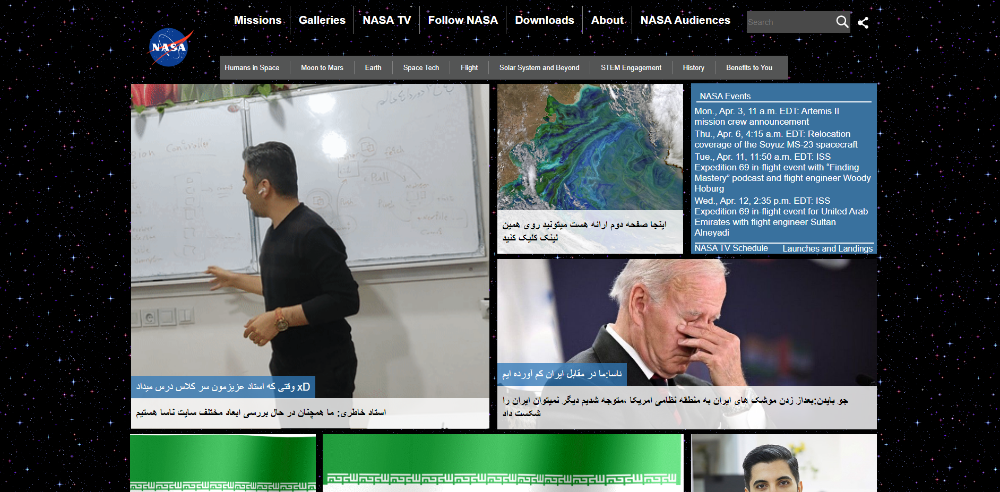 Missions
Galleries
NASA TV
Follow NASA
Downloads
About
NASA Audiences
Search
NASA
Humans in Space
Moon to Mars
Earth
Space Tech
Flight
Solar System and Beyond
STEM Engagement
History
Benefits to You
Controller
fetch
Pull
Push
وقتی که استاد عزیزمون سر کلاس درس میداد xD
استاد خاطری: ما همچنان در حال بررسی ابعاد مختلف سایت ناسا هستیم
اینجا صفحه دوم ارائه هست میتونید روی همین
لینک کلیک کنید
NASA Events
Mon., Apr. 3, 11 a.m. EDT: Artemis II
mission crew announcement
Thu., Apr. 6, 4:15 a.m. EDT: Relocation
coverage of the Soyuz MS-23 spacecraft
Tue., Apr. 11, 11:50 a.m. EDT: ISS
Expedition 69 in-flight event with “Finding
Mastery” podcast and flight engineer Woody
Hoburg
Wed., Apr. 12, 2:35 p.m. EDT: ISS
Expedition 69 in-flight event for United Arab
Emirates with flight engineer Sultan
Alneyadi
NASA TV Schedule
Launches and Landings
ناسا:ما در مقابل ایران کم آورده ایم
جو بایدن:بعداز زدن موشک های ایران به منطقه نظامی امریکا ،متوجه شدیم دیگر نمیتوان ایران را
شکست داد